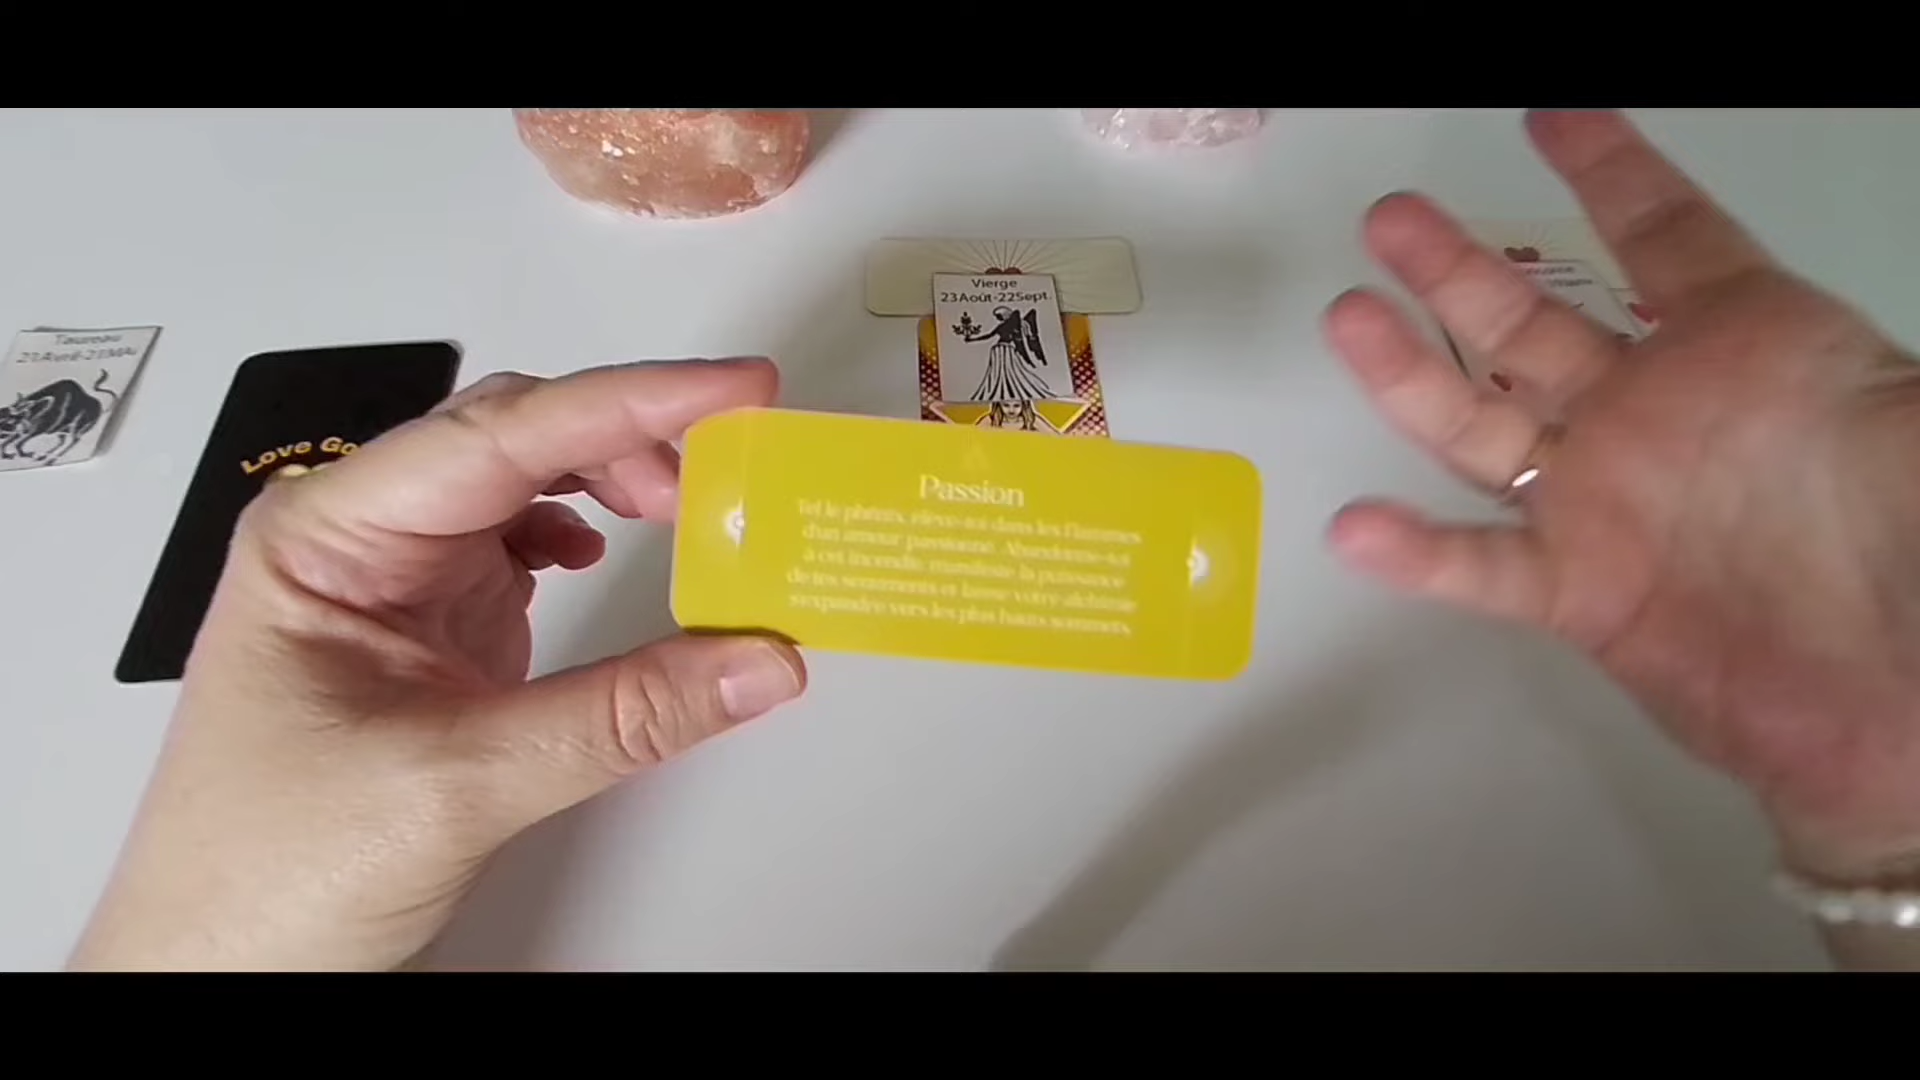 Vierge
23Août-22Sept.
Taureau
Love Go
Passion
Tel le phénix, élève-toi dans les flammes
d'un amour passionné. Abandonne-toi
à cet incendie, manifeste la puissance
de tes sentiments et laisse votre alchimie
s'expandre vers les plus hauts sommets.